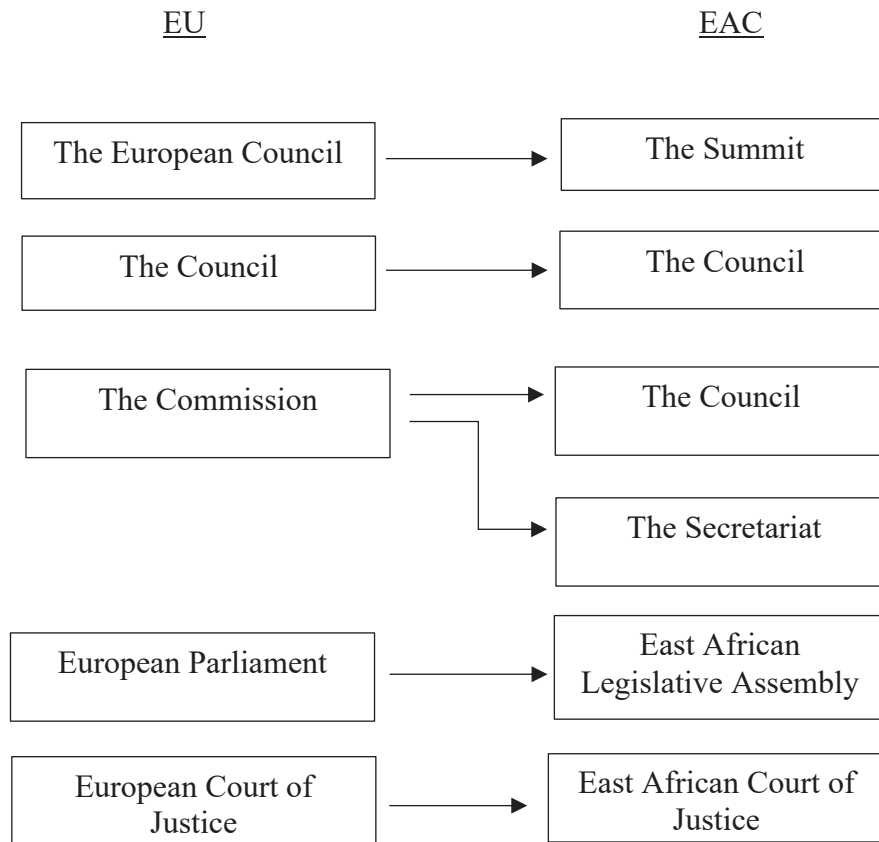 EU
EAC
The European Council
The Summit
The Council
The Council
The Commission
The Council
The Secretariat
European Parliament
East African
Legislative Assembly
European Court of
Justice
East African Court of
Justice